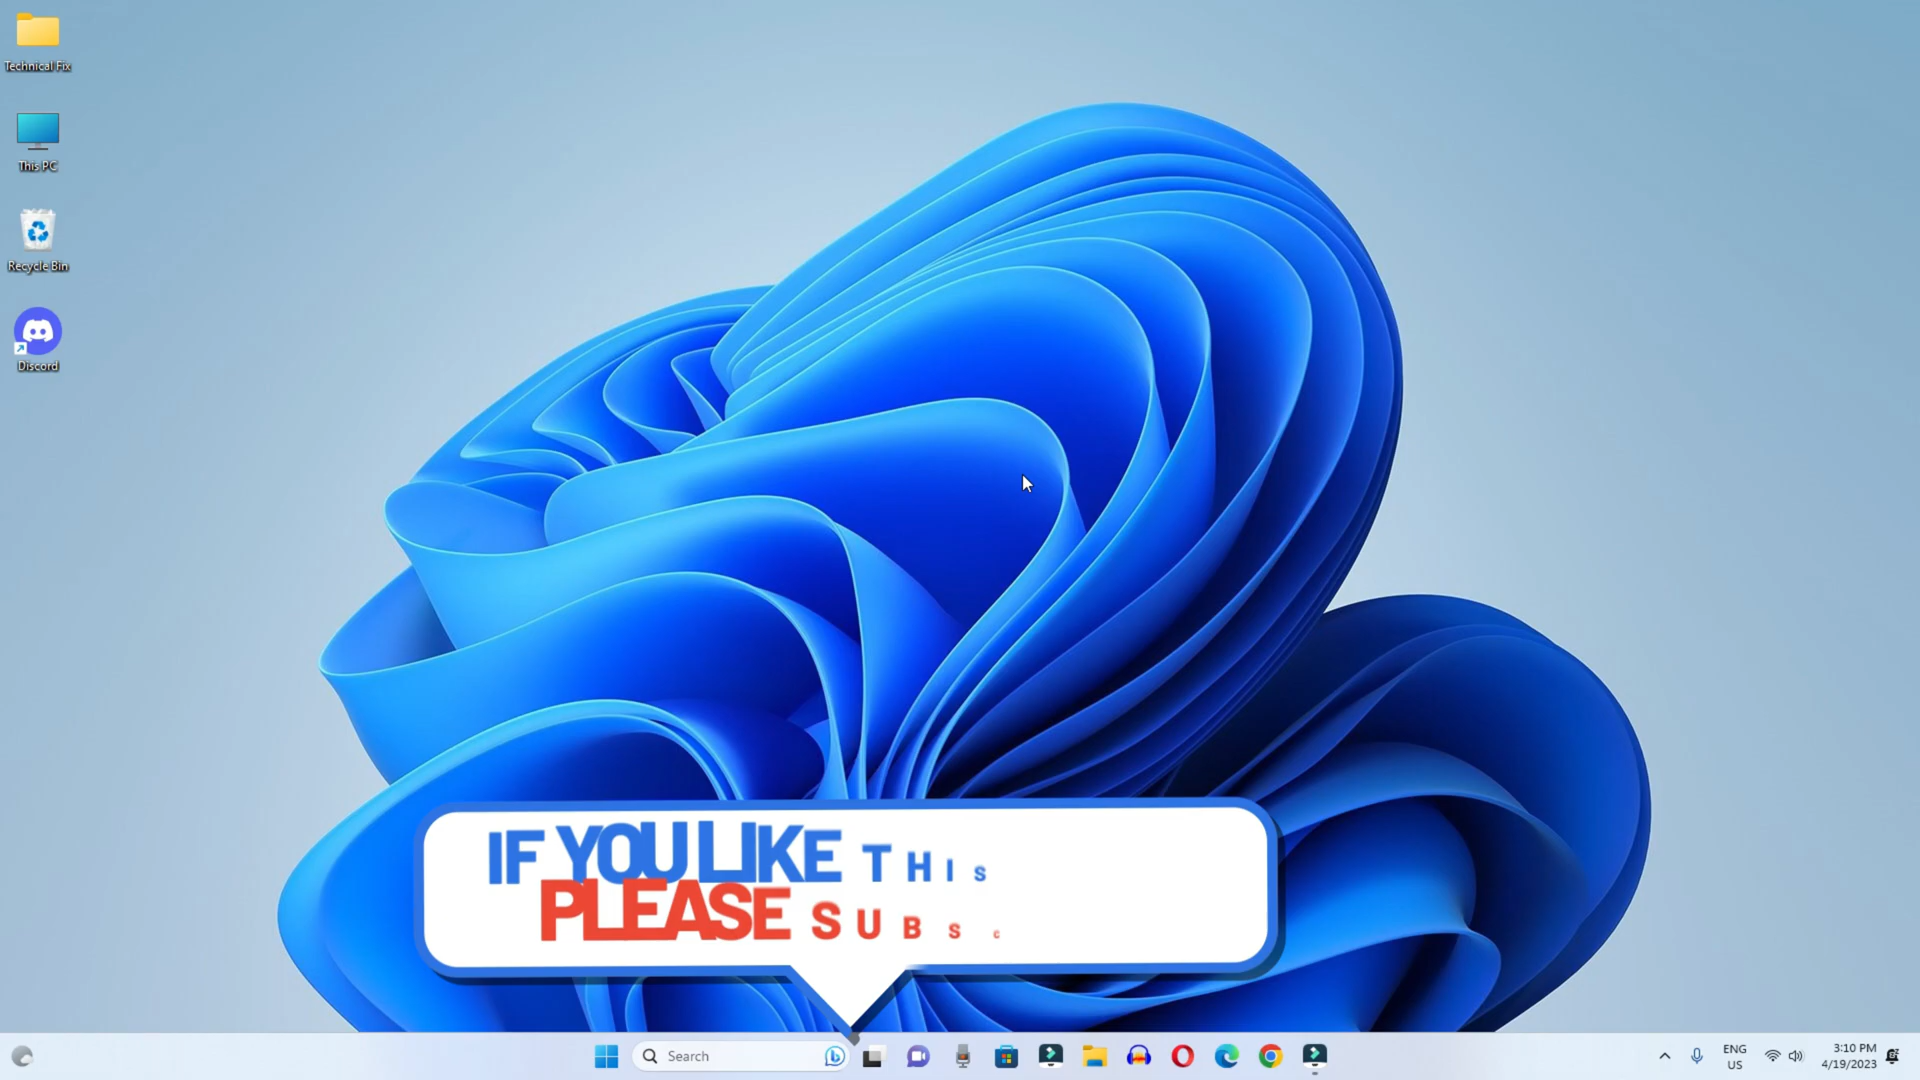 Technical Fix
This PC
Recycle Bin
Discord
IF YOU LIKE THIS
PLEASE SUBSC
Search
ENG
US
3:10 PM
4/19/2023